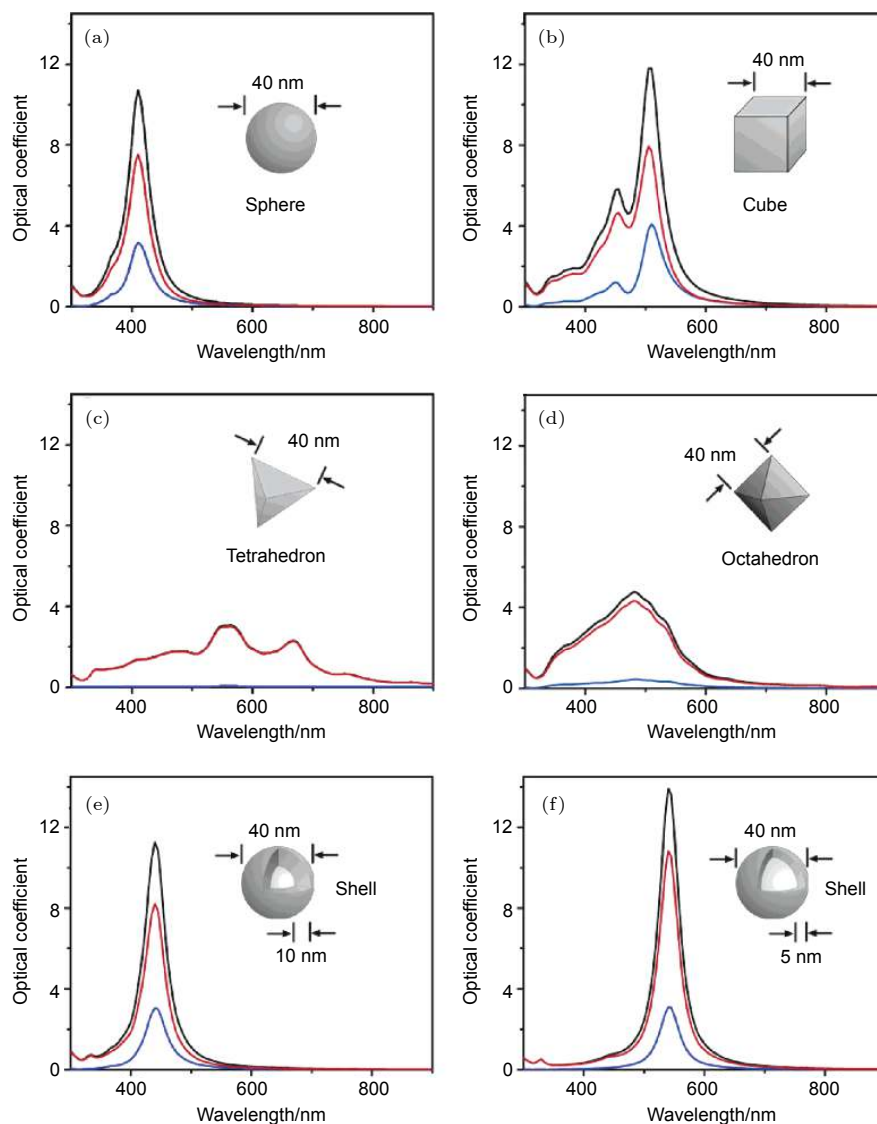 (a)
12
8
4
0
Optical coefficient
40 nm
Sphere
400
600
800
Wavelength/nm
(b)
12
8
4
0
Optical coefficient
40 nm
Cube
400
600
800
Wavelength/nm
(c)
12
8
4
0
Optical coefficient
40 nm
Tetrahedron
400
600
800
Wavelength/nm
(d)
12
8
4
0
Optical coefficient
40 nm
Octahedron
400
600
800
Wavelength/nm
(e)
12
8
4
0
Optical coefficient
40 nm
Shell
10 nm
400
600
800
Wavelength/nm
(f)
12
8
4
0
Optical coefficient
40 nm
Shell
5 nm
400
600
800
Wavelength/nm